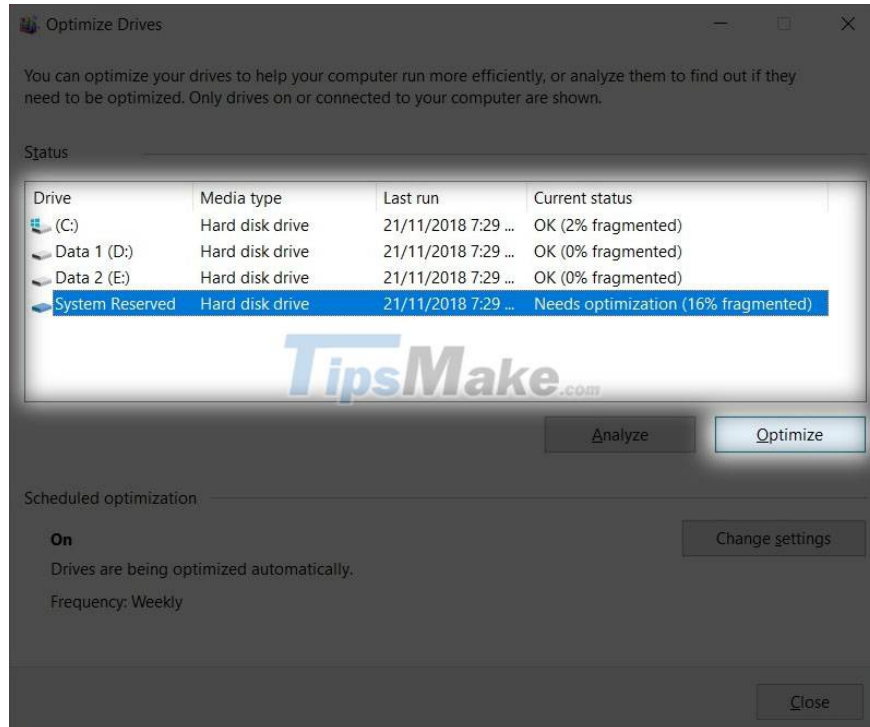 Optimize Drives
You can optimize your drives to help your computer run more efficiently, or analyze them to find out if they
need to be optimized. Only drives on or connected to your computer are shown.
Status
Drive Media type Last run Current status
(C:) Hard disk drive 21/11/2018 7:29 ... OK (2% fragmented)
Data 1 (D:) Hard disk drive 21/11/2018 7:29 ... OK (0% fragmented)
Data 2 (E:) Hard disk drive 21/11/2018 7:29 ... OK (0% fragmented)
System Reserved Hard disk drive 21/11/2018 7:29 ... Needs optimization (16% fragmented)
TipsMake.com
Analyze Optimize
Scheduled optimization
On Change settings
Drives are being optimized automatically.
Frequency: Weekly
Close